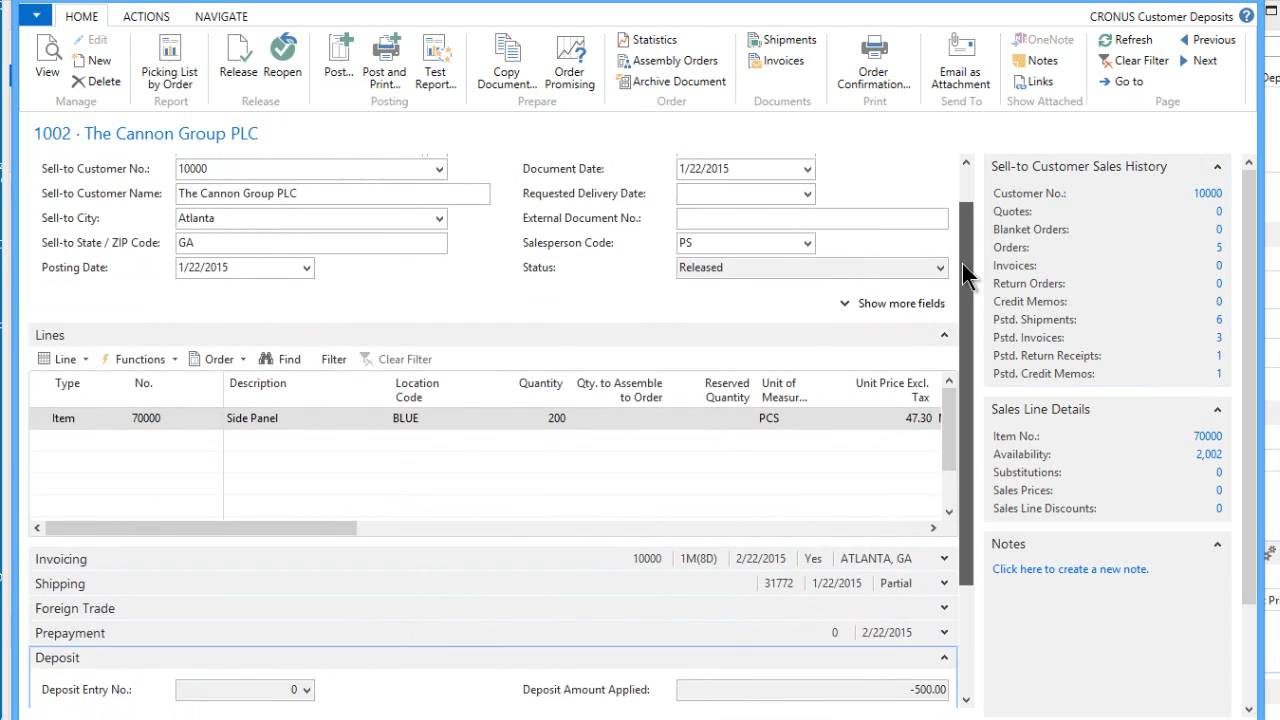 HOME ACTIONS NAVIGATE CRONUS Customer Deposits
View Edit New Delete Manage
Picking List by Order Report
Release Reopen Release
Post... Post and Print... Test Report... Posting
Copy Document... Order Promising Prepare
Statistics Assembly Orders Archive Document Order
Shipments Invoices Documents
Order Confirmation... Print
Email as Attachment Send To
OneNote Notes Links Show Attached
Refresh Clear Filter Go to Previous Next Page
1002 · The Cannon Group PLC
Sell-to Customer No.: 10000 Document Date: 1/22/2015
Sell-to Customer Name: The Cannon Group PLC Requested Delivery Date:
Sell-to City: Atlanta External Document No.:
Sell-to State / ZIP Code: GA Salesperson Code: PS
Posting Date: 1/22/2015 Status: Released
Show more fields
Lines
Line Functions Order Find Filter Clear Filter
Type No. Description Location Code Quantity Qty. to Assemble to Order Reserved Quantity Unit of Measur... Unit Price Excl. Tax
Item 70000 Side Panel BLUE 200 PCS 47.30
Invoicing 10000 1M(8D) 2/22/2015 Yes ATLANTA, GA
Shipping 31772 1/22/2015 Partial
Foreign Trade
Prepayment 0 2/22/2015
Deposit
Deposit Entry No.: 0 Deposit Amount Applied: -500.00
Sell-to Customer Sales History
Customer No.: 10000
Quotes: 0
Blanket Orders: 0
Orders: 5
Invoices: 0
Return Orders: 0
Credit Memos: 0
Pstd. Shipments: 6
Pstd. Invoices: 3
Pstd. Return Receipts: 1
Pstd. Credit Memos: 1
Sales Line Details
Item No.: 70000
Availability: 2,002
Substitutions: 0
Sales Prices: 0
Sales Line Discounts: 0
Notes
Click here to create a new note.